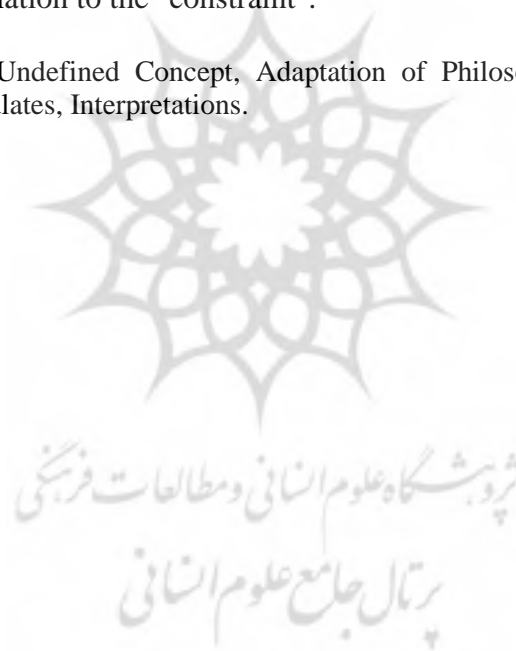 nation to the "constraint".
Undefined Concept, Adaptation of Philoso
lates, Interpretations.
پژوهشگاه علوم انسانی و مطالعات فرهنگی
پرتال جامع علوم انسانی